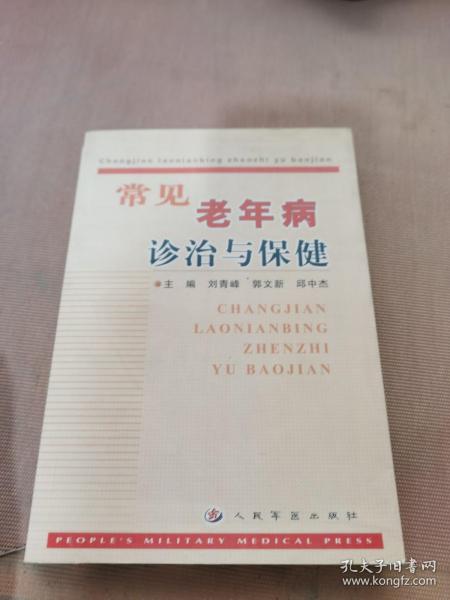 Changjian laonianbing zhenzhi yu baojian
常见
老年病
诊治与保健
主 编 刘青峰 郭文新 邱中杰
CHANGJIAN
LAONIANBING
ZHENZHI
YU BAOJIAN
人民军医出版社
PEOPLE'S MILITARY MEDICAL PRESS
孔夫子旧书网
www.kongfz.com